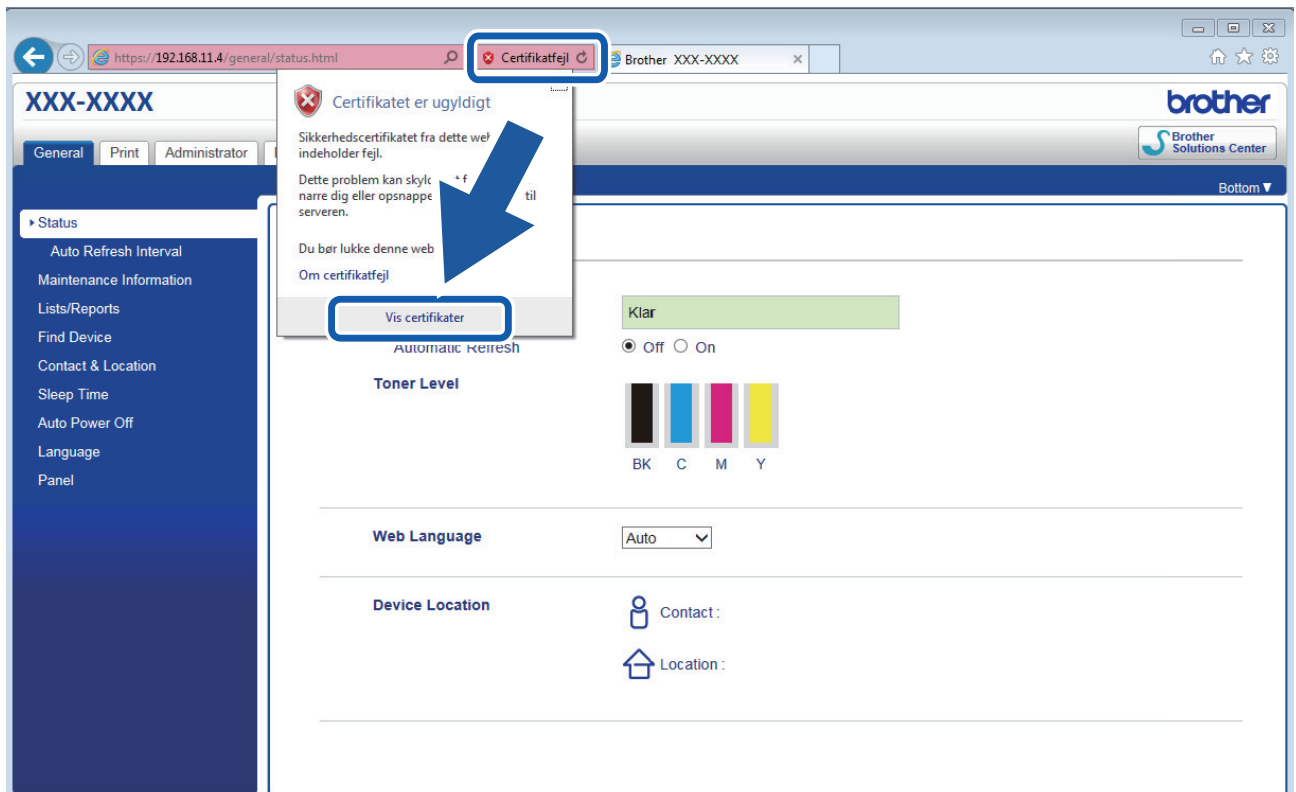 https://192.168.11.4/general/status.html
Certifikatfejl
Brother XXX-XXXX
XXX-XXXX
brother
Certifikatet er ugyldigt
Sikkerhedscertifikatet fra dette
indeholder fejl.
Dette problem kan
narre dig eller til
serveren.
Du bør lukke denne
Om certifikatfejl
Vis certifikater
General
Print
Administrator
Brother
Solutions Center
Bottom
Status
Auto Refresh Interval
Maintenance Information
Lists/Reports
Find Device
Contact & Location
Sleep Time
Auto Power Off
Language
Panel
Klar
Automatic Refresh
Off On
Toner Level
BK C M Y
Web Language
Auto
Device Location
Contact :
Location :